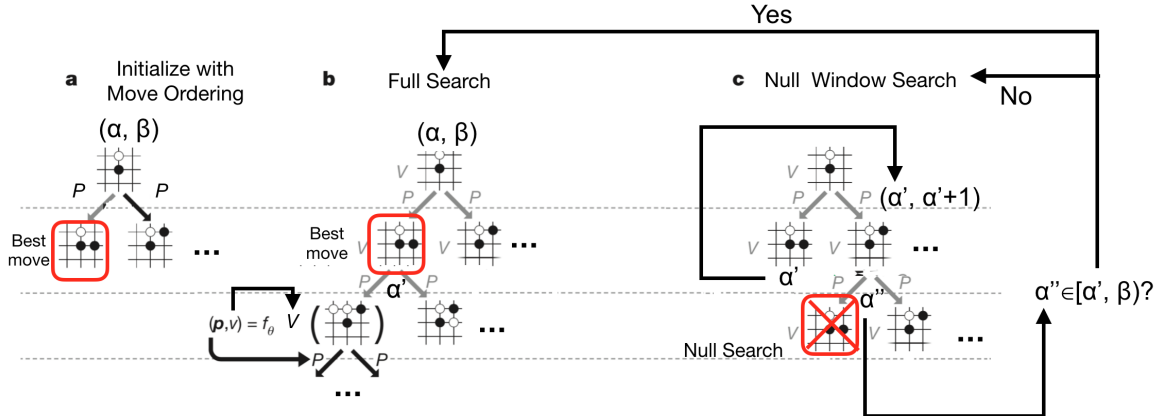 Yes
a
Initialize with
Move Ordering
b
Full Search
c
Null Window Search
No
(α, β)
(α, β)
V
V
P
P
P
P
P
P
(α’, α’+1)
Best
move
...
Best
move
V
V
...
V
V
...
P
P
α’
α’
P
P
α’’
α’’∈[α’, β)?
(p,v) = fθ
V
(
)
...
V
V
...
Null Search
P
P
...